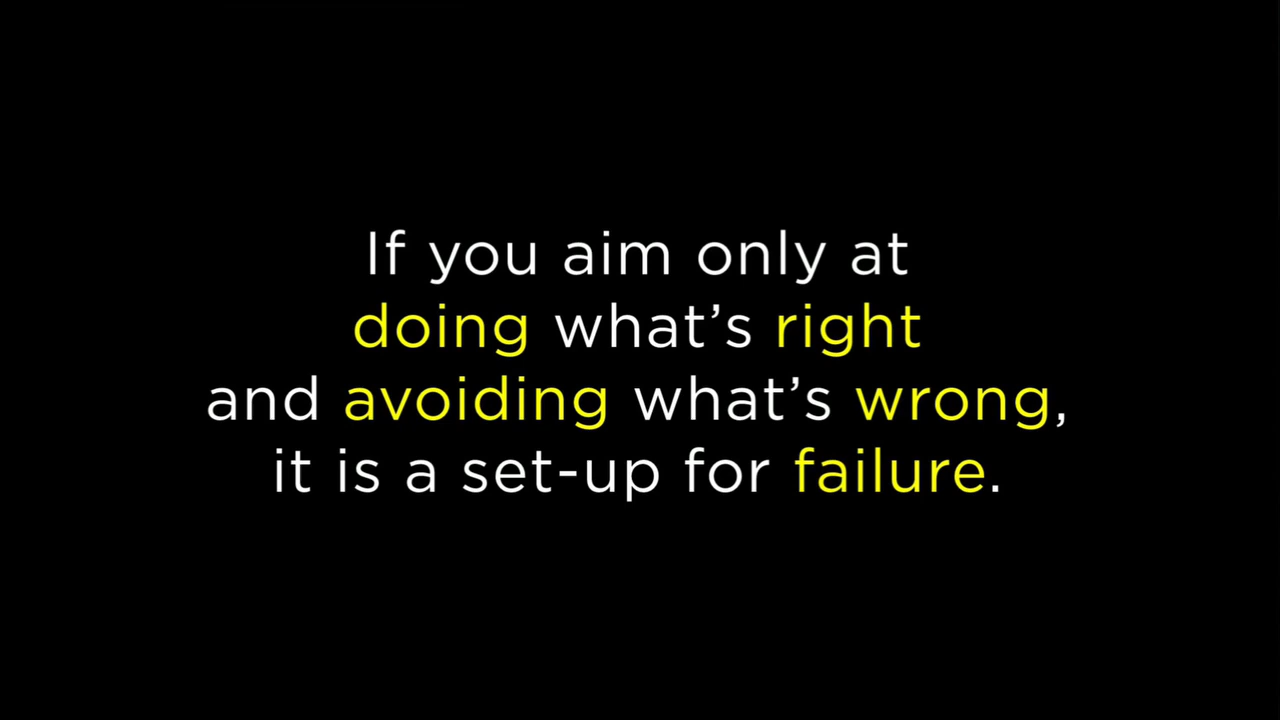 If you aim only at
doing what’s right
and avoiding what’s wrong,
it is a set-up for failure.